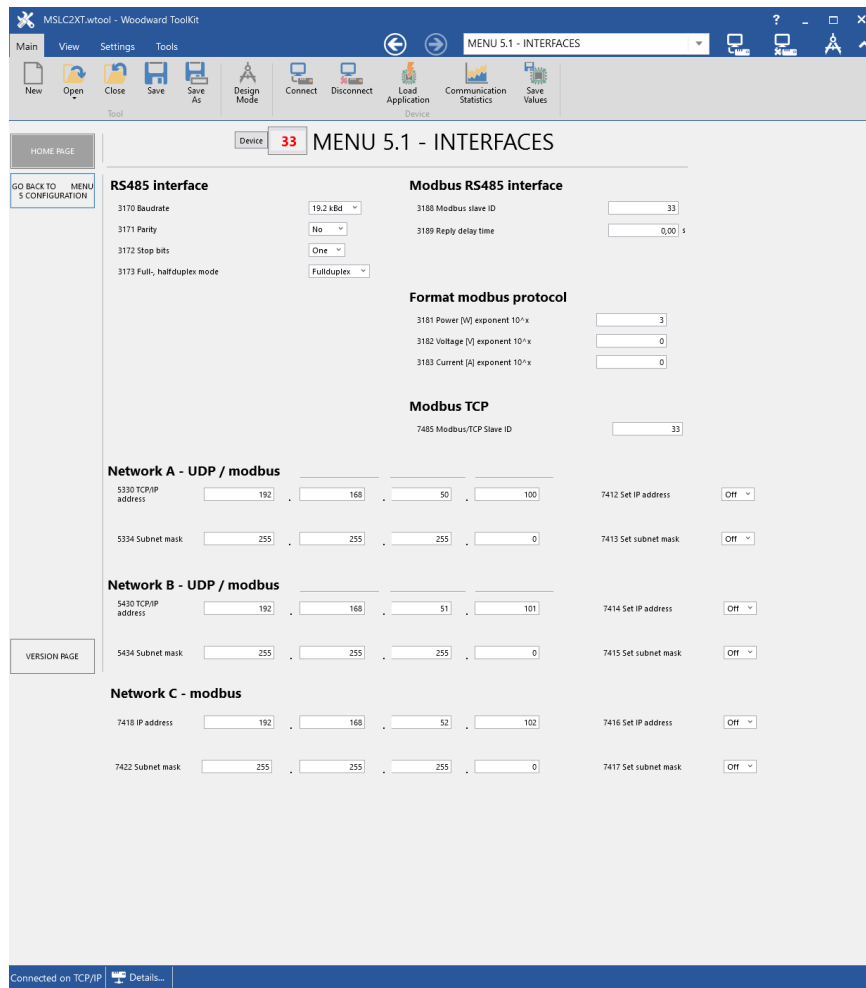 MSLC2XT.wtool - Woodward ToolKit
?
Main View Settings Tools
MENU 5.1 - INTERFACES
New Open Close Save Save As Design Mode Connect Disconnect Load Application Communication Statistics Save Values
Tool Device
HOME PAGE
Device 33 MENU 5.1 - INTERFACES
GO BACK TO MENU
5 CONFIGURATION
RS485 interface
3170 Baudrate 19.2 kBd
3171 Parity No
3172 Stop bits One
3173 Full-, halfduplex mode Fullduplex
Modbus RS485 interface
3188 Modbus slave ID 33
3189 Reply delay time 0,00 s
Format modbus protocol
3181 Power [W] exponent 10^x 3
3182 Voltage [V] exponent 10^x 0
3183 Current [A] exponent 10^x 0
Modbus TCP
7485 Modbus/TCP Slave ID 33
Network A - UDP / modbus
5330 TCP/IP
address 192 . 168 . 50 . 100 7412 Set IP address Off
5334 Subnet mask 255 . 255 . 255 . 0 7413 Set subnet mask Off
Network B - UDP / modbus
5430 TCP/IP
address 192 . 168 . 51 . 101 7414 Set IP address Off
VERSION PAGE
5434 Subnet mask 255 . 255 . 255 . 0 7415 Set subnet mask Off
Network C - modbus
7418 IP address 192 . 168 . 52 . 102 7416 Set IP address Off
7422 Subnet mask 255 . 255 . 255 . 0 7417 Set subnet mask Off
Connected on TCP/IP Details...